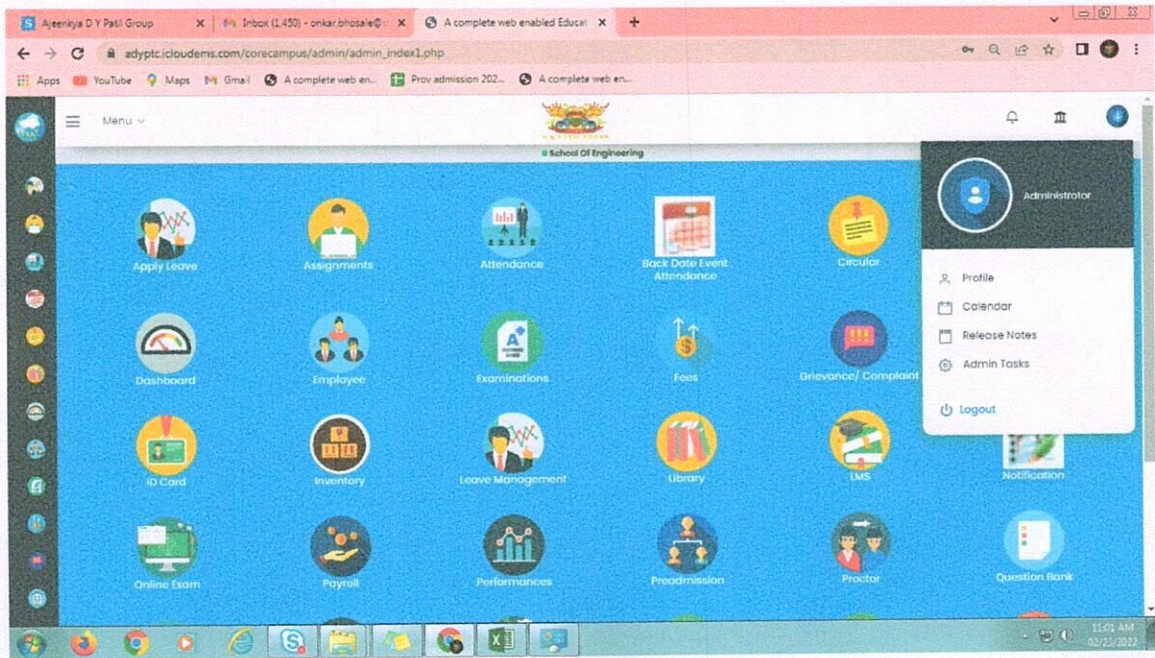 Ajeenkya D Y Patil Group
Inbox (1,450) - onkar.bhosale@
A complete web enabled Educat
adyptc.icloudems.com/corecampus/admin/admin_index1.php
Apps YouTube Maps Gmail A complete web en... Prov admission 202... A complete web en...
Menu
School Of Engineering
Administrator
Profile
Calendar
Release Notes
Admin Tasks
Logout
Apply Leave
Assignments
Attendance
Back Date Event
Attendance
Circular
Dashboard
Employee
Examinations
Fees
Grievance/ Complaint
ID Card
Inventory
Leave Management
Library
LMS
Notification
Online Exam
Payroll
Performances
Preadmission
Proctor
Question Bank
11:01 AM
02/23/2022